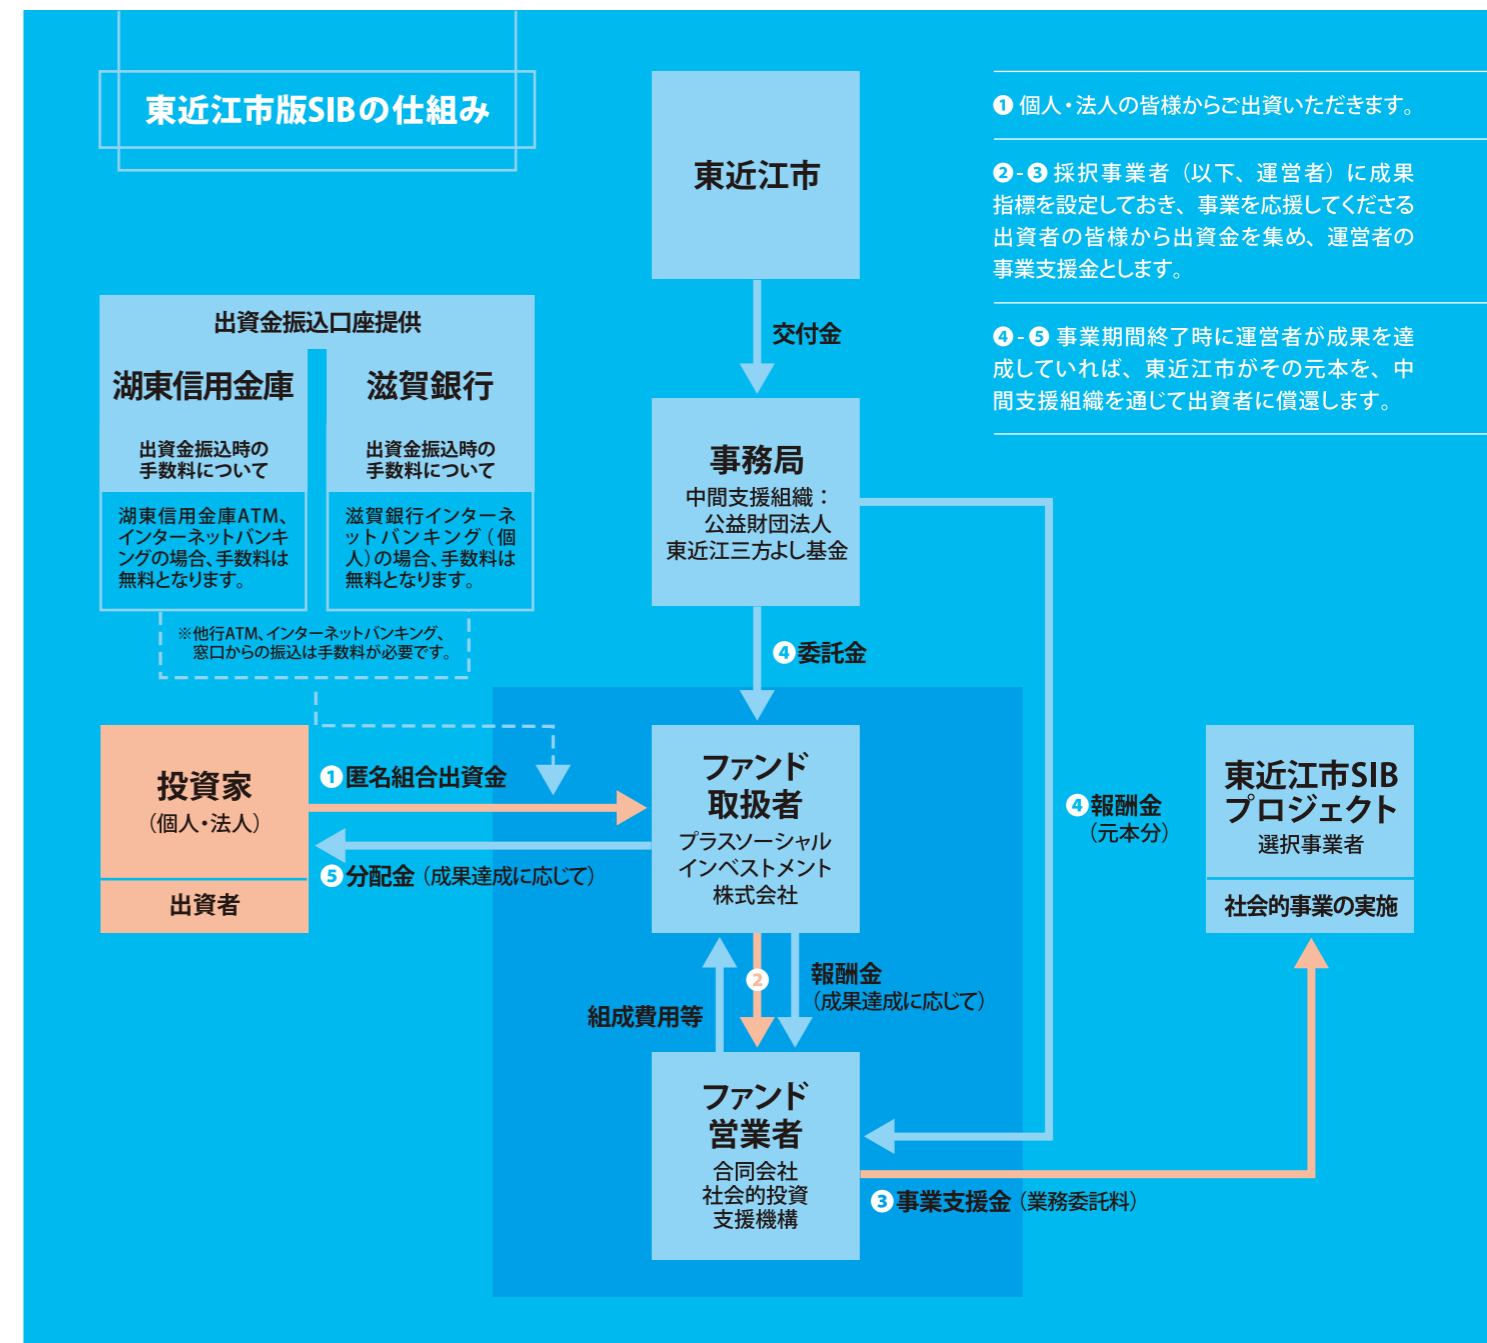 東近江市版SIBの仕組み
東近江市
❶ 個人・法人の皆様からご出資いただきます。
❷-❸ 採択事業者（以下、運営者）に成果
指標を設定しておき、事業を応援してくださる
出資者の皆様から出資金を集め、運営者の
事業支援金とします。
❹-❺ 事業期間終了時に運営者が成果を達
成していれば、東近江市がその元本を、中
間支援組織を通じて出資者に償還します。
交付金
出資金振込口座提供
湖東信用金庫
出資金振込時の
手数料について
湖東信用金庫ATM、
インターネットバンキ
ングの場合、手数料は
無料となります。
滋賀銀行
出資金振込時の
手数料について
滋賀銀行インターネ
ットバンキング（個
人）の場合、手数料は
無料となります。
※他行ATM、インターネットバンキング、
窓口からの振込は手数料が必要です。
事務局
中間支援組織：
公益財団法人
東近江三方よし基金
❹委託金
投資家
（個人・法人）
出資者
❶匿名組合出資金
❺分配金（成果達成に応じて）
ファンド
取扱者
プラスソーシャル
インベストメント
株式会社
❹報酬金
（元本分）
東近江市SIB
プロジェクト
選択事業者
社会的事業の実施
組成費用等
❷
報酬金
（成果達成に応じて）
ファンド
営業者
合同会社
社会的投資
支援機構
❸事業支援金（業務委託料）